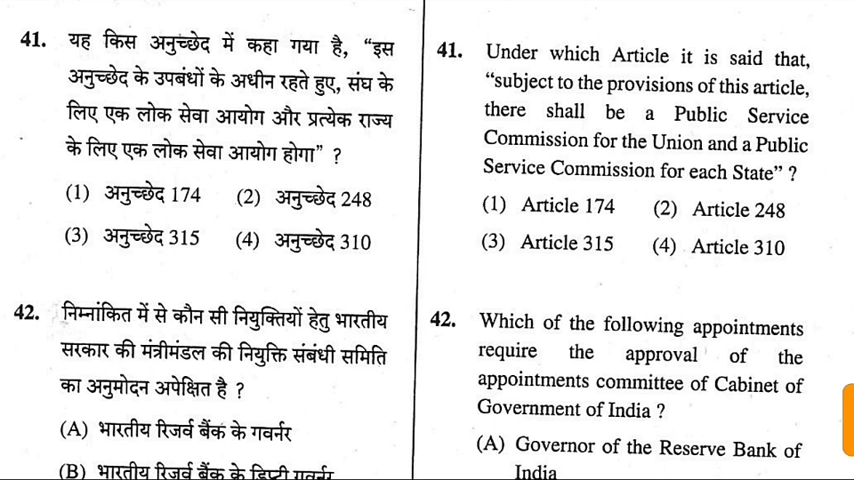 41. यह किस अनुच्छेद में कहा गया है, “इस
अनुच्छेद के उपबंधों के अधीन रहते हुए, संघ के
लिए एक लोक सेवा आयोग और प्रत्येक राज्य
के लिए एक लोक सेवा आयोग होगा” ?
(1) अनुच्छेद 174 (2) अनुच्छेद 248
(3) अनुच्छेद 315 (4) अनुच्छेद 310
42. निम्नांकित में से कौन सी नियुक्तियों हेतु भारतीय
सरकार की मंत्रीमंडल की नियुक्ति संबंधी समिति
का अनुमोदन अपेक्षित है ?
(A) भारतीय रिजर्व बैंक के गवर्नर
(B) भारतीय रिजर्व बैंक के डिप्टी गवर्नर
41. Under which Article it is said that,
“subject to the provisions of this article,
there shall be a Public Service
Commission for the Union and a Public
Service Commission for each State” ?
(1) Article 174 (2) Article 248
(3) Article 315 (4) Article 310
42. Which of the following appointments
require the approval of the
appointments committee of Cabinet of
Government of India ?
(A) Governor of the Reserve Bank of
India